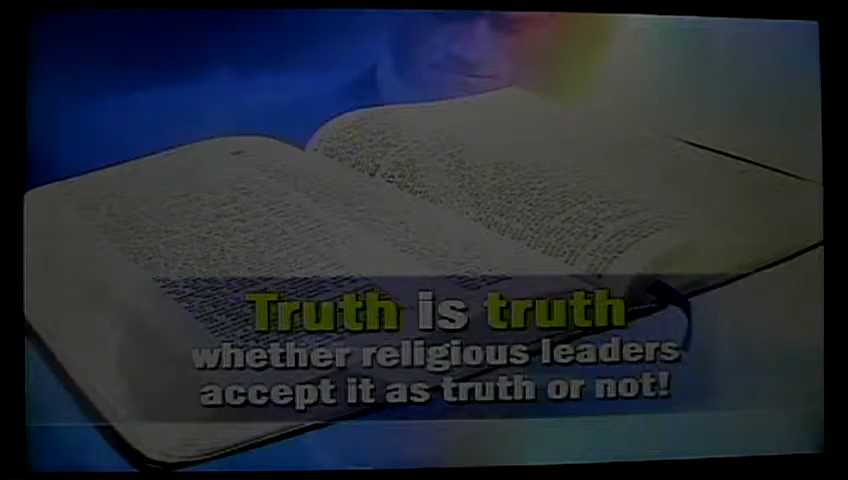 Truth is truth
whether religious leaders
accept it as truth or not!